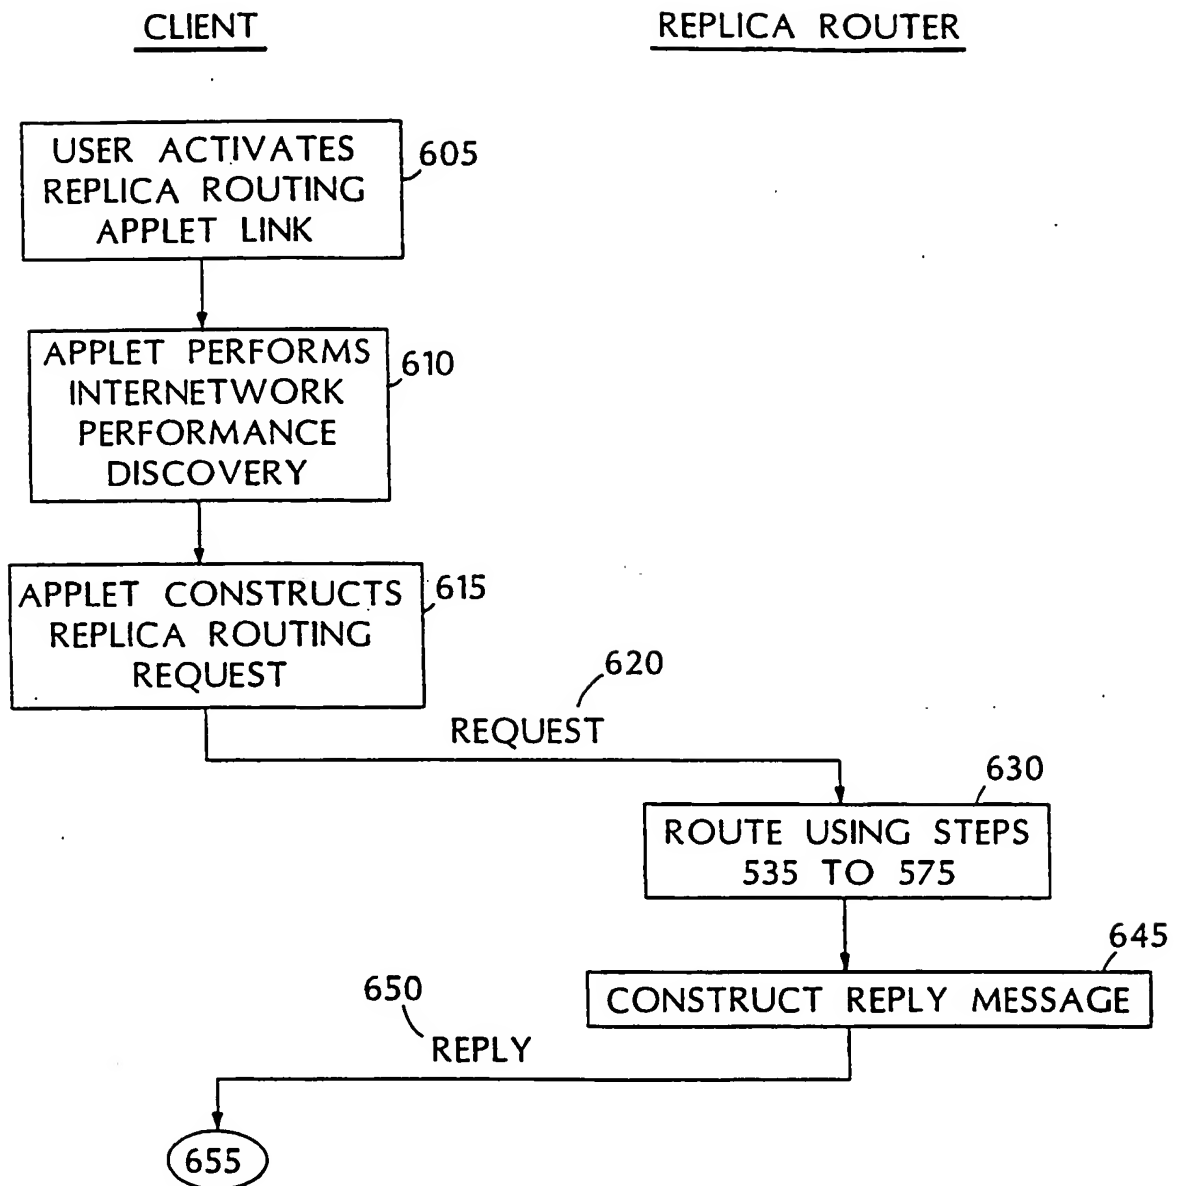 CLIENT
REPLICA ROUTER
USER ACTIVATES
REPLICA ROUTING
APPLET LINK
605
APPLET PERFORMS
INTERNETWORK
PERFORMANCE
DISCOVERY
610
APPLET CONSTRUCTS
REPLICA ROUTING
REQUEST
615
620
REQUEST
630
ROUTE USING STEPS
535 TO 575
645
CONSTRUCT REPLY MESSAGE
650
REPLY
655